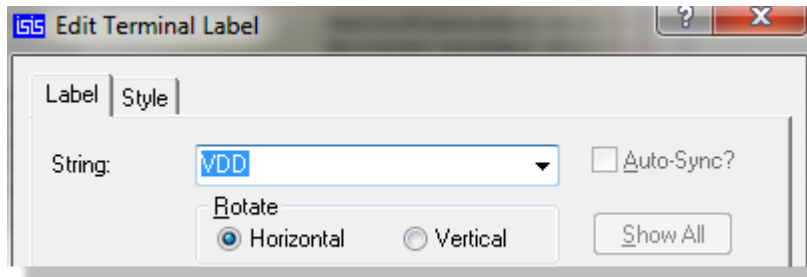 isis Edit Terminal Label ? X
Label Style
String: VDD Auto-Sync?
Rotate
Horizontal Vertical Show All